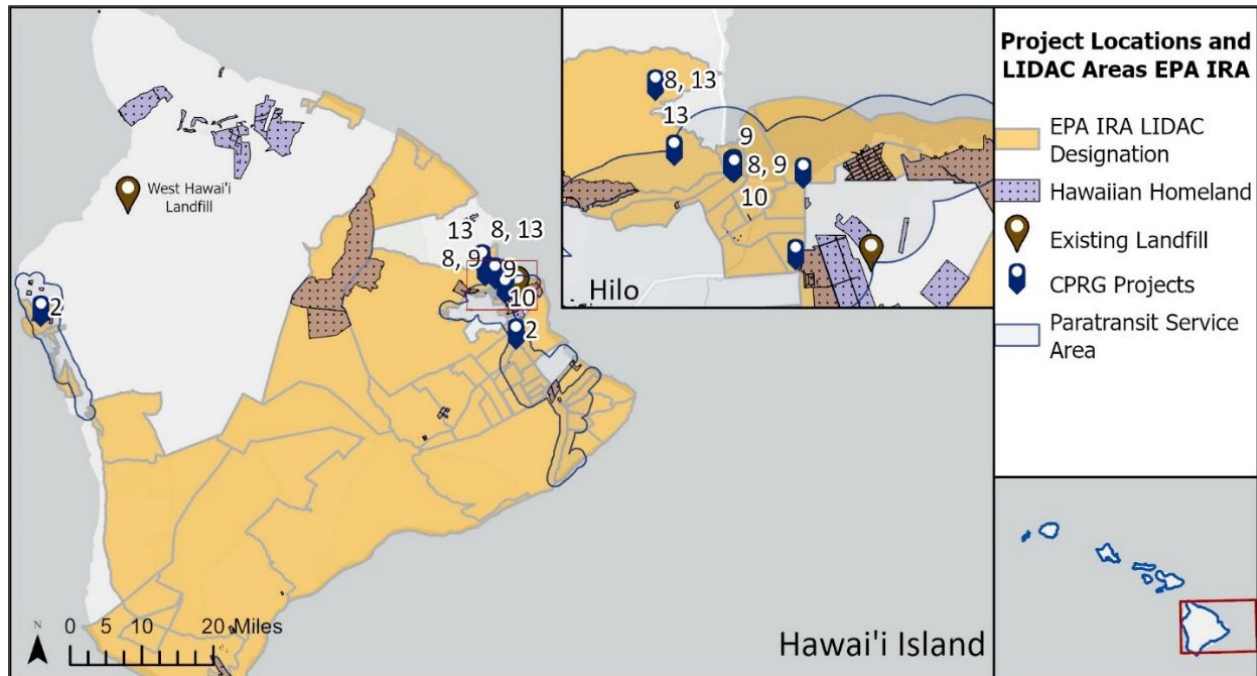 West Hawai'i
Landfill
2
13 8, 13
8, 9
9
10
2
N
0 5 10 20 Miles
Hawai'i Island
8, 13
13
9
8, 9
10
Hilo
Project Locations and
LIDAC Areas EPA IRA
EPA IRA LIDAC
Designation
Hawaiian Homeland
Existing Landfill
CPRG Projects
Paratransit Service
Area